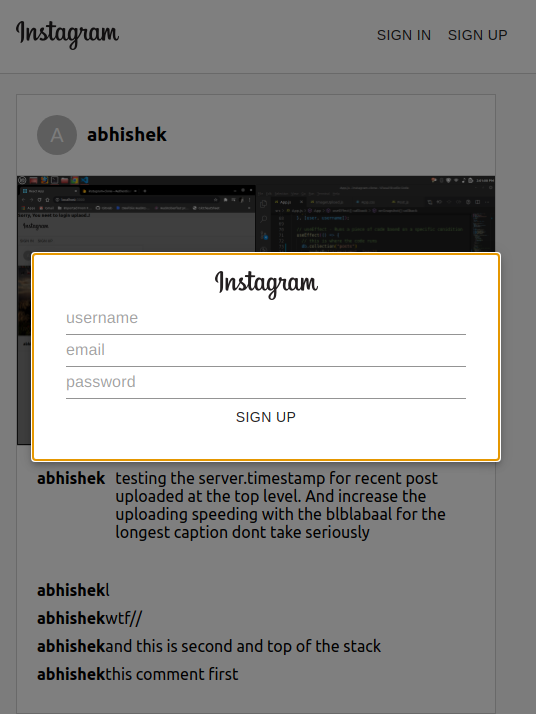 Instagram
SIGN IN SIGN UP
A abhishek
Instagram
username
email
password
SIGN UP
abhishek testing the server.timestamp for recent post
uploaded at the top level. And increase the
uploading speeding with the blblabaal for the
longest caption dont take seriously
abhishekl
abhishekwtf//
abhishekand this is second and top of the stack
abhishekthis comment first